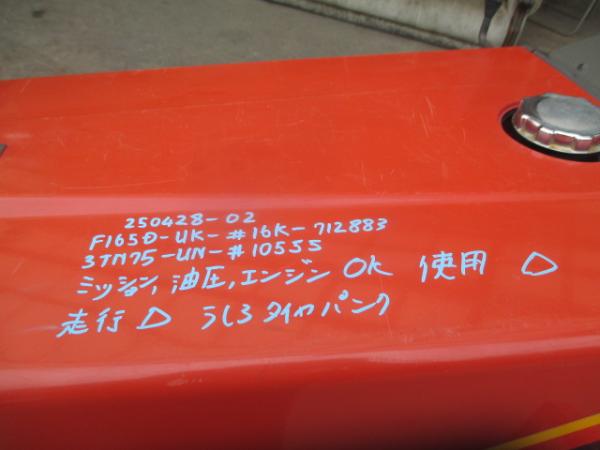 250428-02
F165D-UK-#16K-712883
3TN75-UN-#10555
ミッション,油圧,エンジン OK 使用 △
走行 △ うしろタイヤパンク